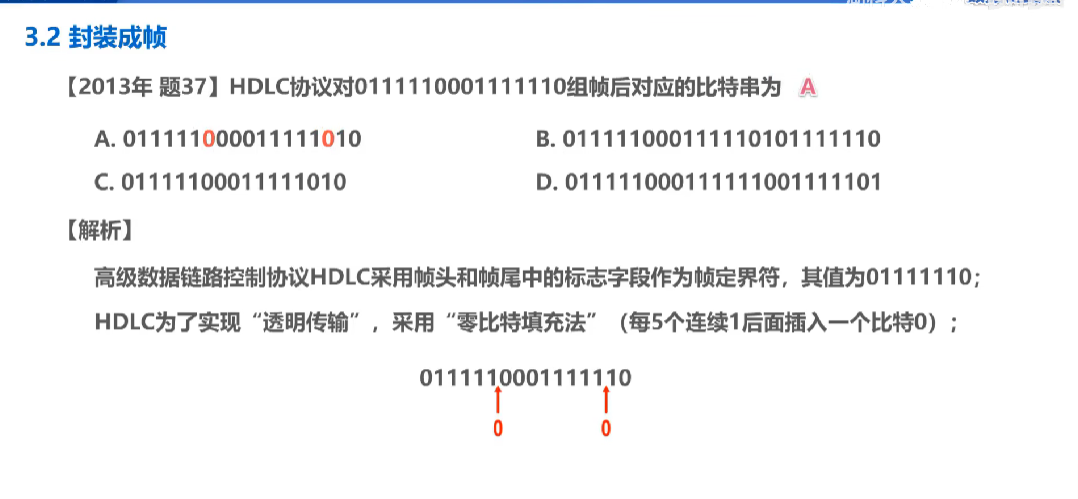 3.2 封装成帧
【2013年 题37】HDLC协议对0111110001111110组帧后对应的比特串为 A
A. 011111000011111010 B. 011111000111110101111110
C. 01111100011111010 D. 011111000111111001111101
【解析】
高级数据链路控制协议HDLC采用帧头和帧尾中的标志字段作为帧定界符，其值为01111110；
HDLC为了实现“透明传输”，采用“零比特填充法”（每5个连续1后面插入一个比特0）；
0111110001111110
0 0